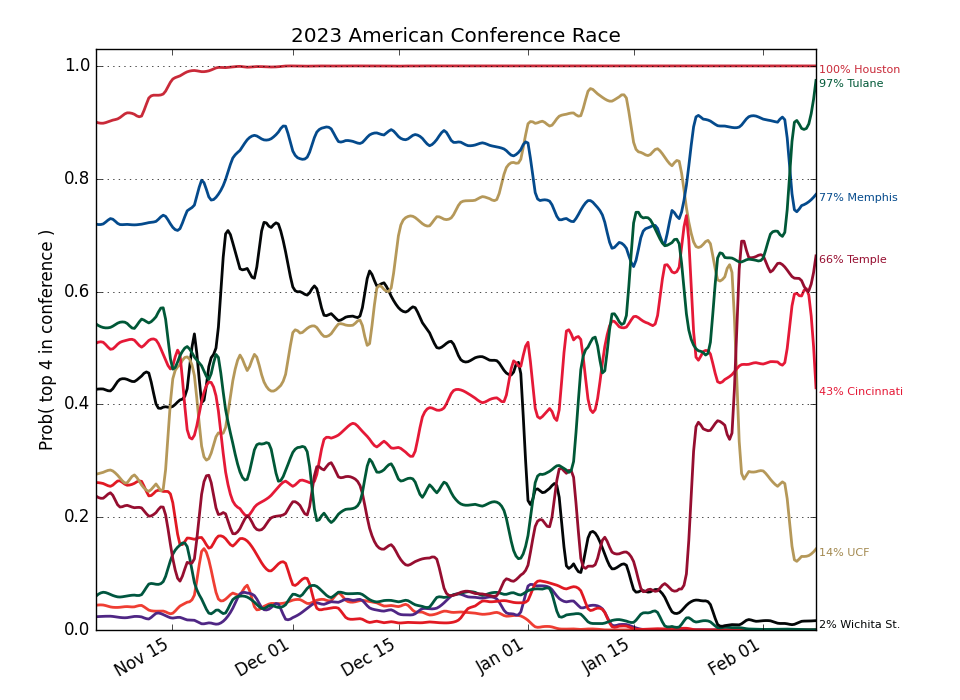 2023 American Conference Race
Prob( top 4 in conference )
1.0
0.8
0.6
0.4
0.2
0.0
Nov 15
Dec 01
Dec 15
Jan 01
Jan 15
Feb 01
100% Houston
97% Tulane
77% Memphis
66% Temple
43% Cincinnati
14% UCF
2% Wichita St.